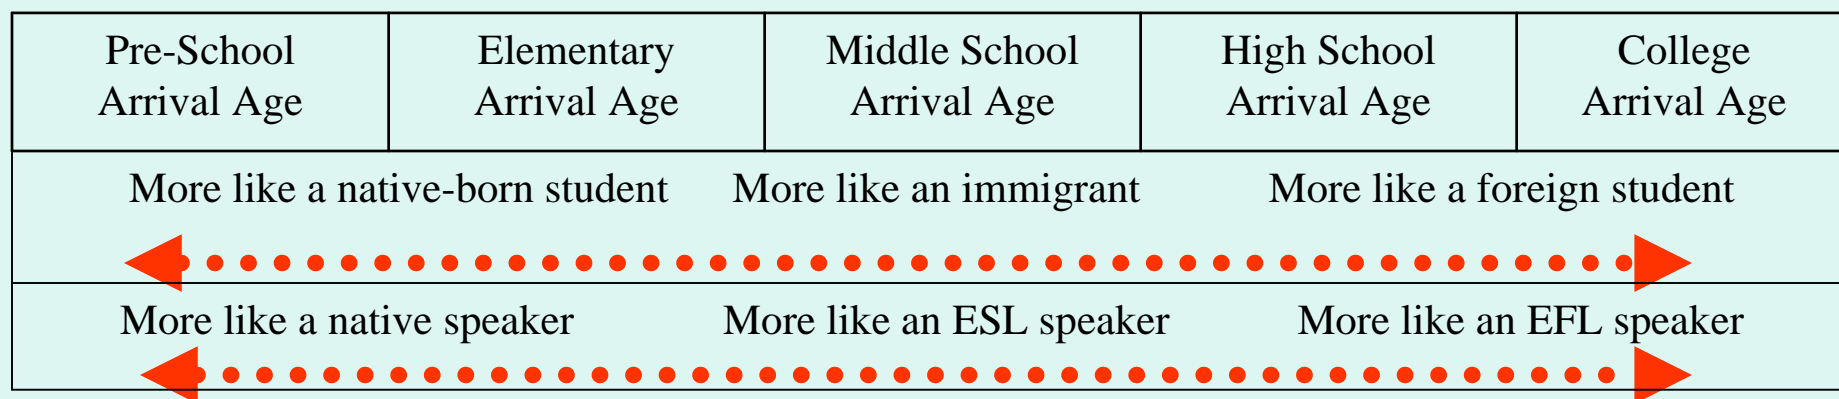 Pre-School
Arrival Age
Elementary
Arrival Age
Middle School
Arrival Age
High School
Arrival Age
College
Arrival Age
More like a native-born student
More like an immigrant
More like a foreign student
More like a native speaker
More like an ESL speaker
More like an EFL speaker